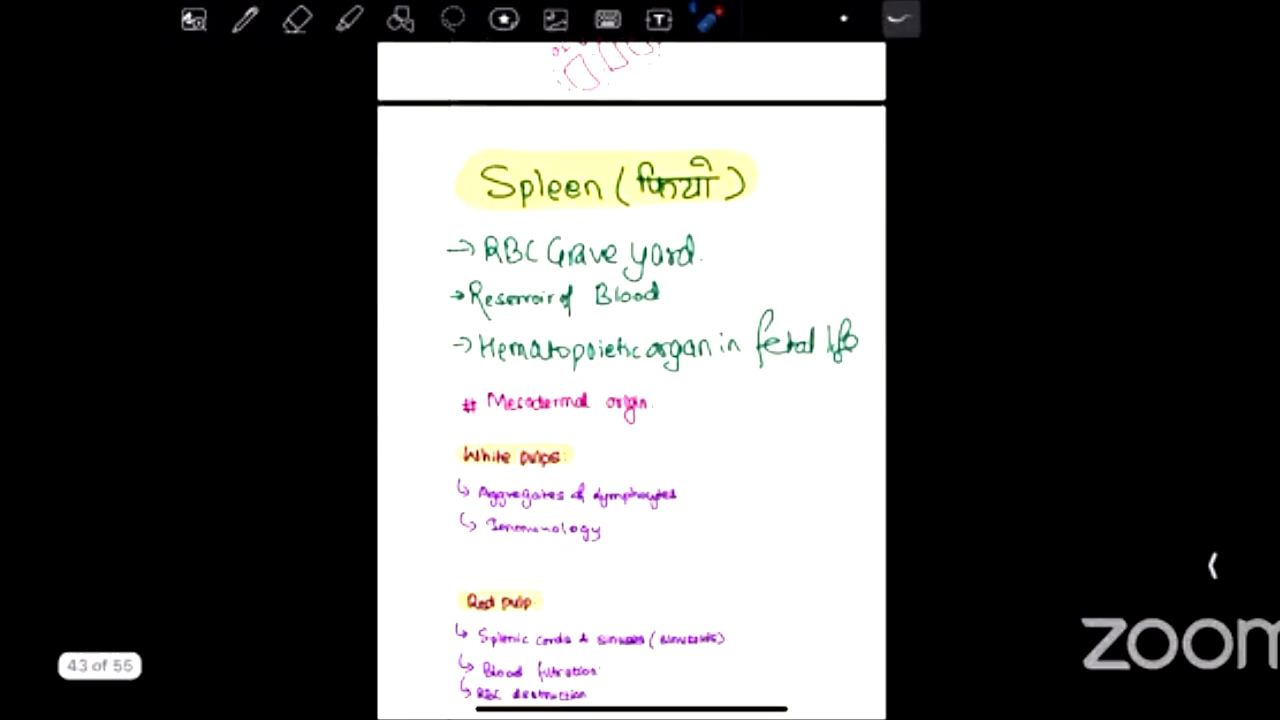 Spleen (फियो)
→ RBC Grave yard.
→ Reservoir of Blood
→ Hematopoietic organ in fetal life
# Mesodermal origin.
White pulps:
↳ Aggregates of lymphocytes
↳ Immunology
Red pulp
↳ Splenic cords & sinuses (
↳ Blood filtration
↳ RBC destruction
43 of 55
zoom